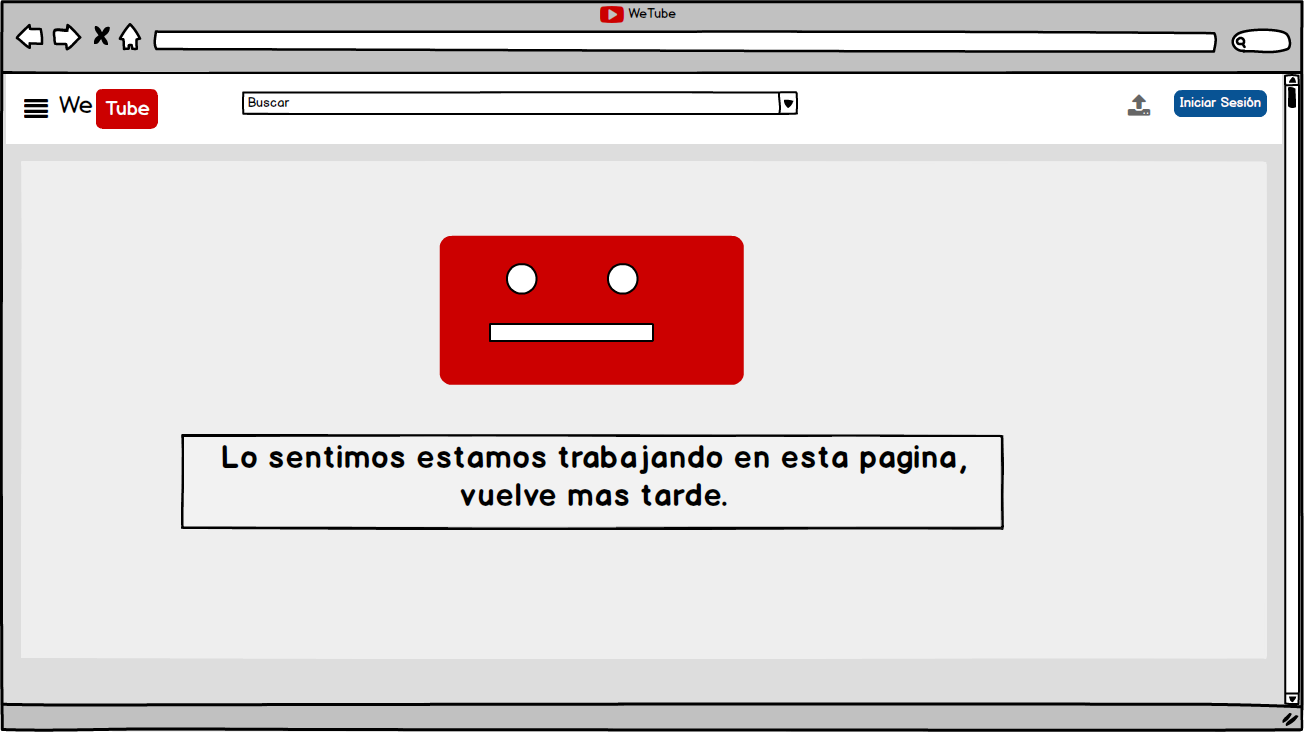 WeTube
We Tube
Buscar
Iniciar Sesión
Lo sentimos estamos trabajando en esta pagina,
vuelve mas tarde.